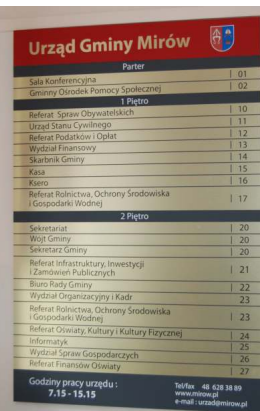 Urząd Gminy Mirów
Parter
Sala Konferencyjna | 01
Gminny Ośrodek Pomocy Społecznej | 02
1 Piętro
Referat Spraw Obywatelskich | 10
Urząd Stanu Cywilnego | 11
Referat Podatków i Opłat | 12
Wydział Finansowy | 13
Skarbnik Gminy | 14
Kasa | 15
Ksero | 16
Referat Rolnictwa, Ochrony Środowiska
i Gospodarki Wodnej | 17
2 Piętro
Sekretariat | 20
Wójt Gminy | 20
Sekretarz Gminy | 20
Referat Infrastruktury, Inwestycji
i Zamówień Publicznych | 21
Biuro Rady Gminy | 22
Wydział Organizacyjny i Kadr | 23
Referat Rolnictwa, Ochrony Środowiska
i Gospodarki Wodnej | 23
Referat Oświaty, Kultury i Kultury Fizycznej | 24
Informatyk | 25
Wydział Spraw Gospodarczych | 26
Referat Finansów Oświaty | 27
Godziny pracy urzędu :
7.15 - 15.15
Tel/fax 48 628 38 89
www.mirow.pl
e-mail : urzad@mirow.pl